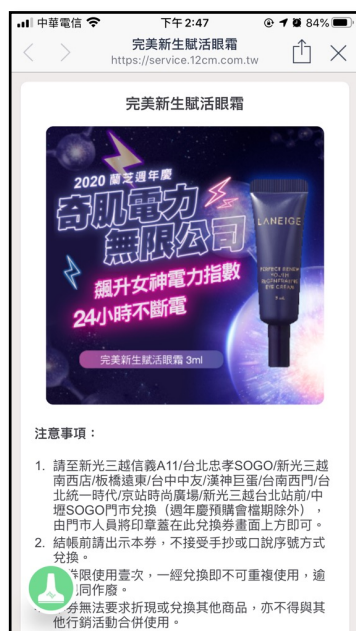 中華電信
下午2:47
84%
完美新生賦活眼霜
https://service.12cm.com.tw
完美新生賦活眼霜
2020 蘭芝週年慶
奇肌電力
無限公司
飆升女神電力指數
24小時不斷電
LANEIGE
PERFECT RENEW
YOUTH
REGENERATING
EYE CREAM
3 ml
完美新生賦活眼霜 3ml
注意事項：
1. 請至新光三越信義A11/台北忠孝SOGO/新光三越
南西店/板橋遠東/台中中友/漢神巨蛋/台南西門/台
北統一時代/京站時尚廣場/新光三越台北站前/中
壢SOGO門市兌換（週年慶預購會檔期除外），
由門市人員將印章蓋在此兌換券畫面上方即可。
2. 結帳前請出示本券，不接受手抄或口說序號方式
兌換。
券限使用壹次，一經兌換即不可重複使用，逾
同作廢。
券無法要求折現或兌換其他商品，亦不得與其
他行銷活動合併使用。